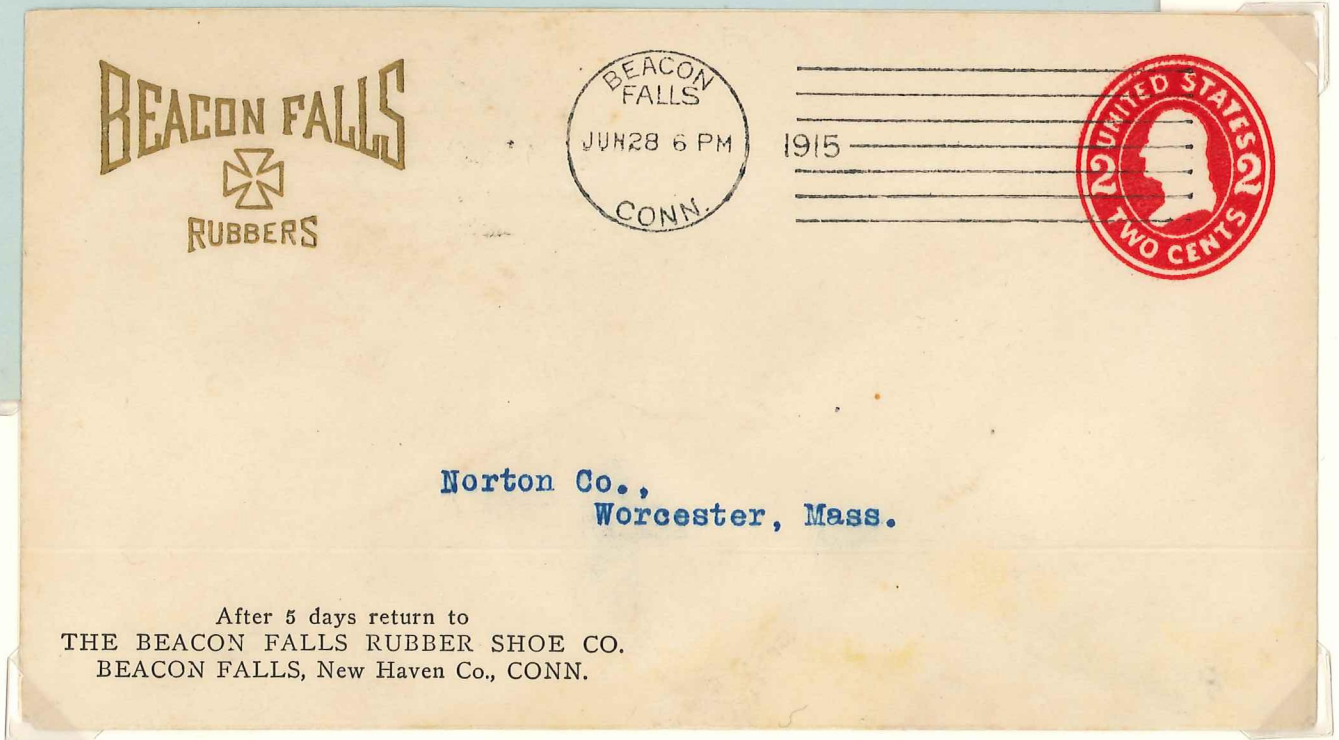 BEACON FALLS
RUBBERS
BEACON
FALLS
JUN 28 6 PM
1915
CONN.
UNITED STATES
2 2
TWO CENTS
Norton Co.,
Worcester, Mass.
After 5 days return to
THE BEACON FALLS RUBBER SHOE CO.
BEACON FALLS, New Haven Co., CONN.